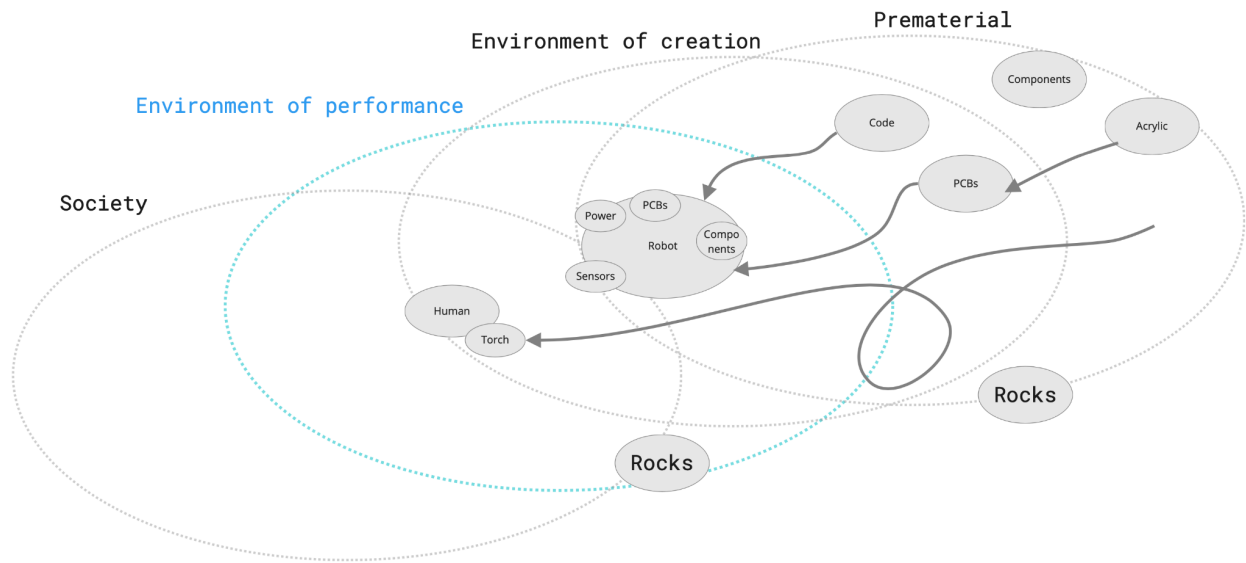 Prematerial
Environment of creation
Components
Environment of performance
Code
Acrylic
PCBs
Society
PCBs
Power
Compo
nents
Robot
Sensors
Human
Torch
Rocks
Rocks